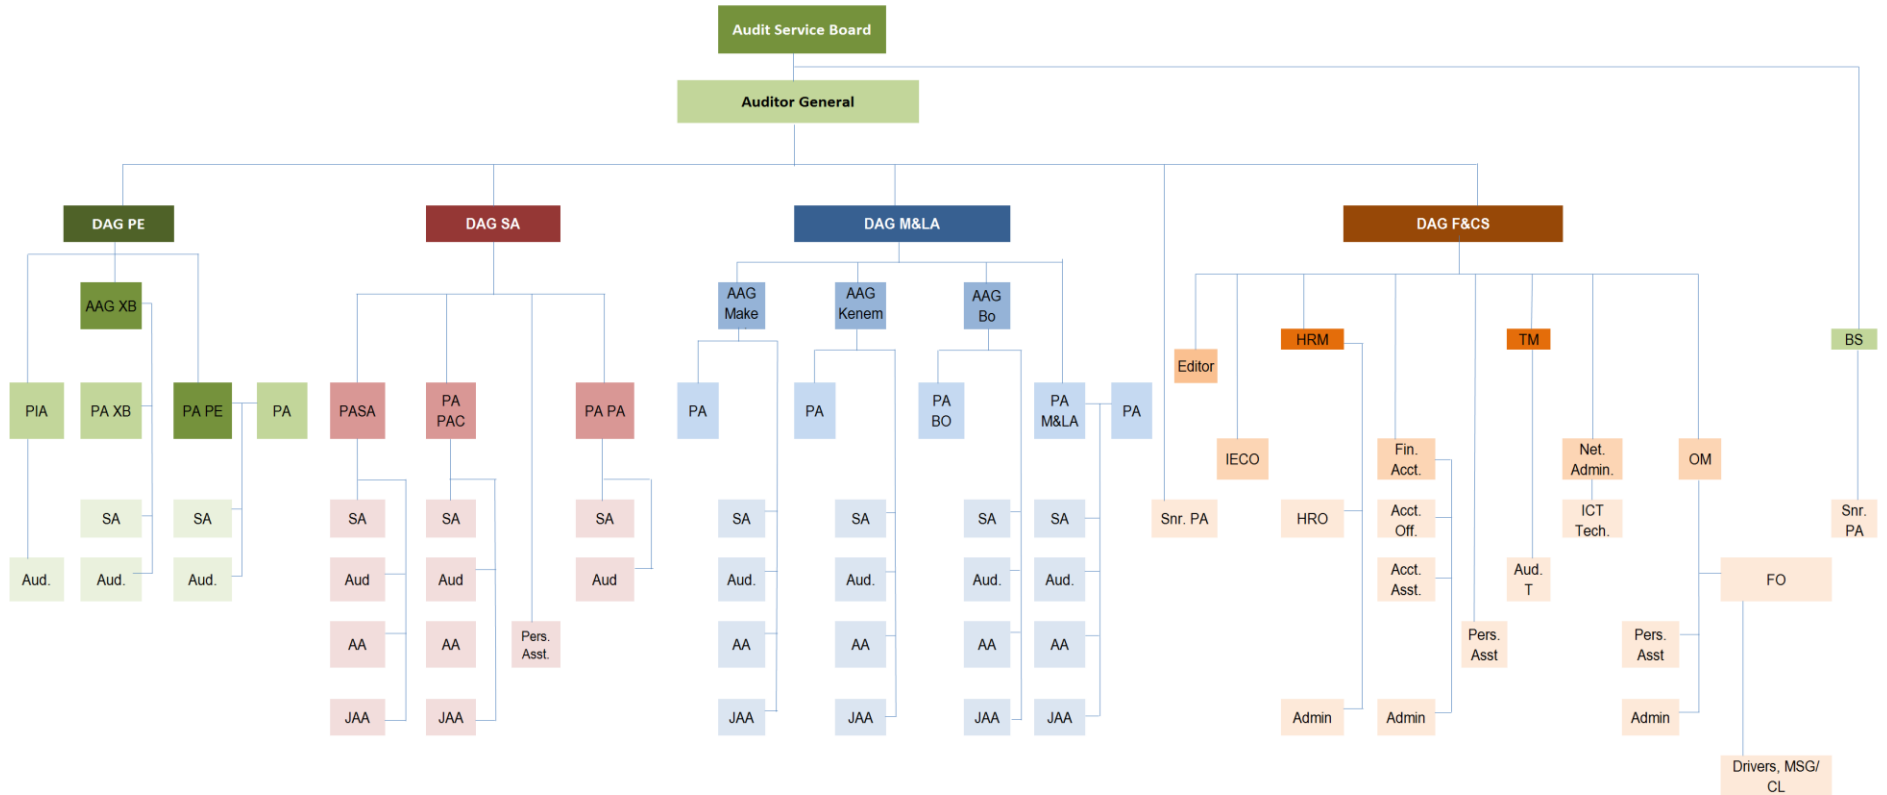 Audit Service Board
Auditor General
DAG PE
DAG SA
DAG M&LA
DAG F&CS
AAG XB
AAG
Make
AAG
Kenem
AAG
Bo
HRM
TM
BS
Editor
PIA
PA XB
PA PE
PA
PASA
PA
PAC
PA PA
PA
PA
PA
BO
PA
M&LA
PA
IECO
Fin.
Acct.
Net.
Admin.
OM
SA
SA
SA
SA
SA
SA
SA
SA
SA
Snr. PA
HRO
Acct.
Off.
ICT
Tech.
Snr.
PA
Aud.
Aud.
Aud.
Aud
Aud
Aud
Aud.
Aud.
Aud.
Aud.
Acct.
Asst.
Aud.
T
FO
AA
AA
Pers.
Asst.
AA
AA
AA
AA
Pers.
Asst
Pers.
Asst
JAA
JAA
JAA
JAA
JAA
JAA
Admin
Admin
Admin
Drivers, MSG/
CL